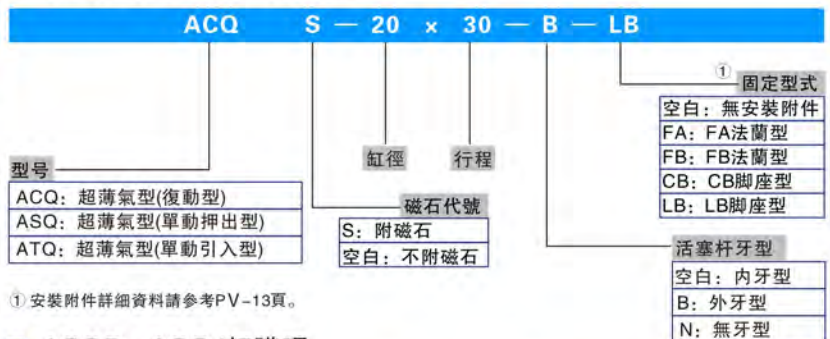 ACQ S — 20 × 30 — B — LB
① 固定型式
空白：無安裝附件
FA：FA法蘭型
FB：FB法蘭型
CB：CB脚座型
LB：LB脚座型
缸徑
行程
型号
ACQ：超薄氣型(復動型)
ASQ：超薄氣型(單動押出型)
ATQ：超薄氣型(單動引入型)
磁石代號
S：附磁石
空白：不附磁石
活塞杆牙型
空白：内牙型
B：外牙型
N：無牙型
① 安裝附件詳細資料請參考PV-13頁。